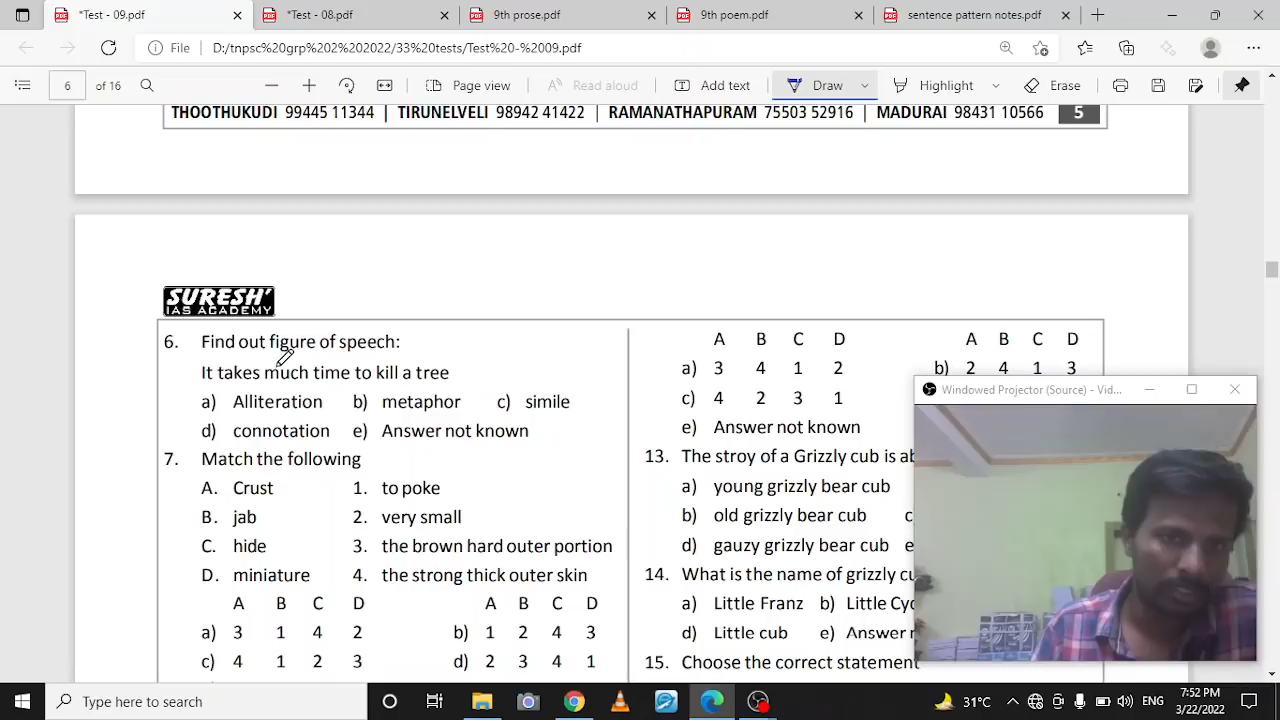 *Test - 09.pdf
*Test - 08.pdf
9th prose.pdf
9th poem.pdf
sentence pattern notes.pdf
File D:/tnpsc%20grp%202%202022/33%20tests/Test%20-%2009.pdf
6 of 16
Page view
Read aloud
Add text
Draw
Highlight
Erase
THOOTHUKUDI 99445 11344 | TIRUNELVELI 98942 41422 | RAMANATHAPURAM 75503 52916 | MADURAI 98431 10566 5
SURESH'
IAS ACADEMY
6. Find out figure of speech:
It takes much time to kill a tree
a) Alliteration b) metaphor c) simile
d) connotation e) Answer not known
7. Match the following
A. Crust 1. to poke
B. jab 2. very small
C. hide 3. the brown hard outer portion
D. miniature 4. the strong thick outer skin
A B C D A B C D
a) 3 1 4 2 b) 1 2 4 3
c) 4 1 2 3 d) 2 3 4 1
A B C D A B C D
a) 3 4 1 2 b) 2 4 1 3
c) 4 2 3 1
e) Answer not known
13. The stroy of a Grizzly cub is ab
a) young grizzly bear cub
b) old grizzly bear cub c
d) gauzy grizzly bear cub e
14. What is the name of grizzly cu
a) Little Franz b) Little Cyc
d) Little cub e) Answer n
15. Choose the correct statement
Windowed Projector (Source) - Vid...
Type here to search
31°C
ENG
7:52 PM
3/22/2022